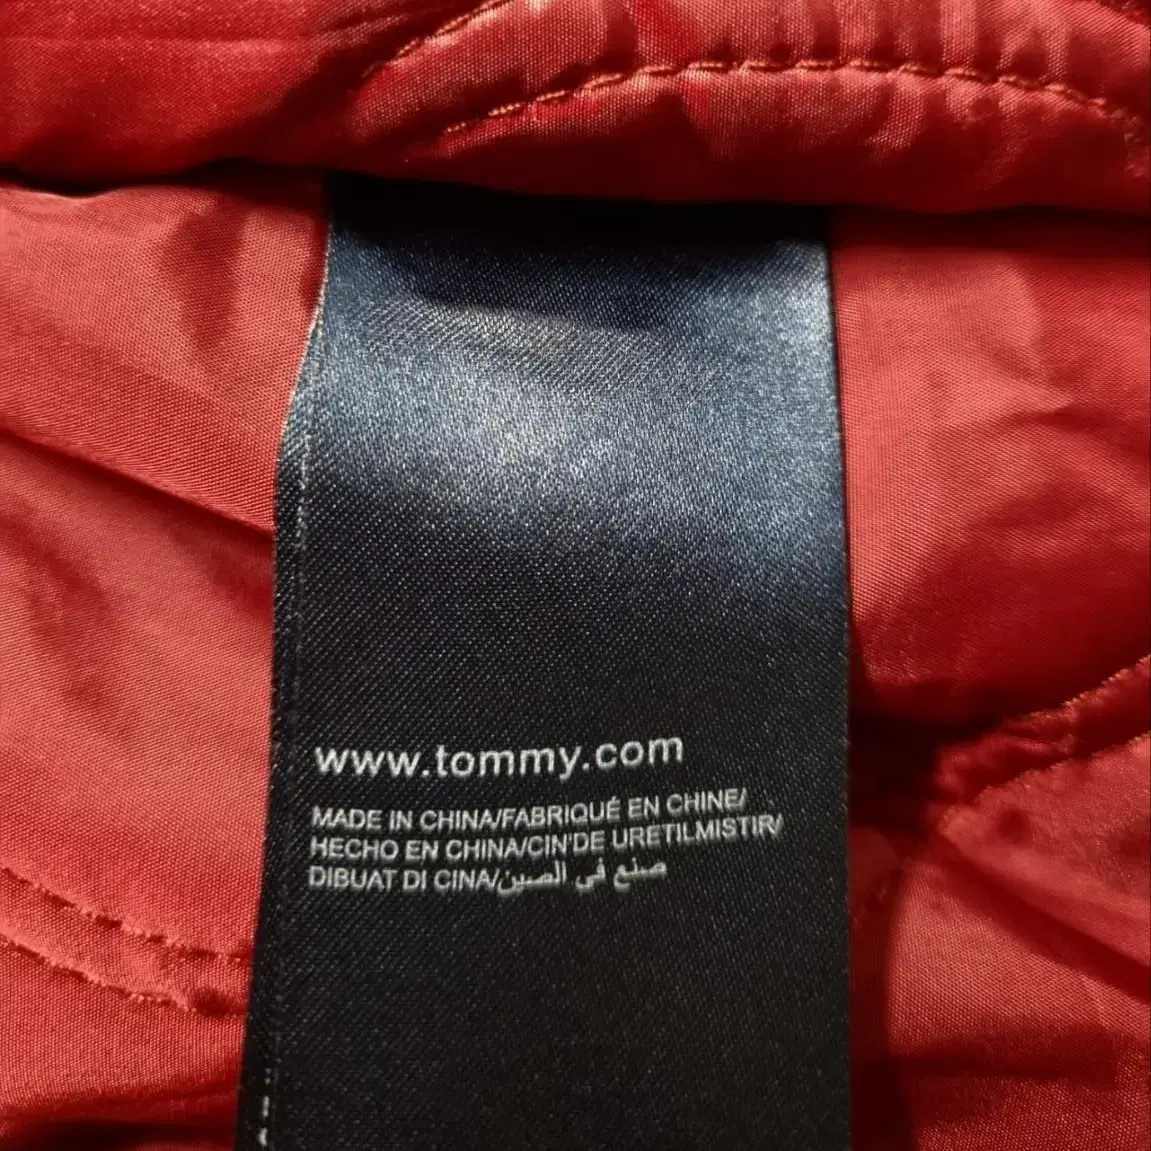 www.tommy.com
MADE IN CHINA/FABRIQUÉ EN CHINE/
HECHO EN CHINA/CIN'DE URETILMISTIR/
DIBUAT DI CINA/صنع في الصين